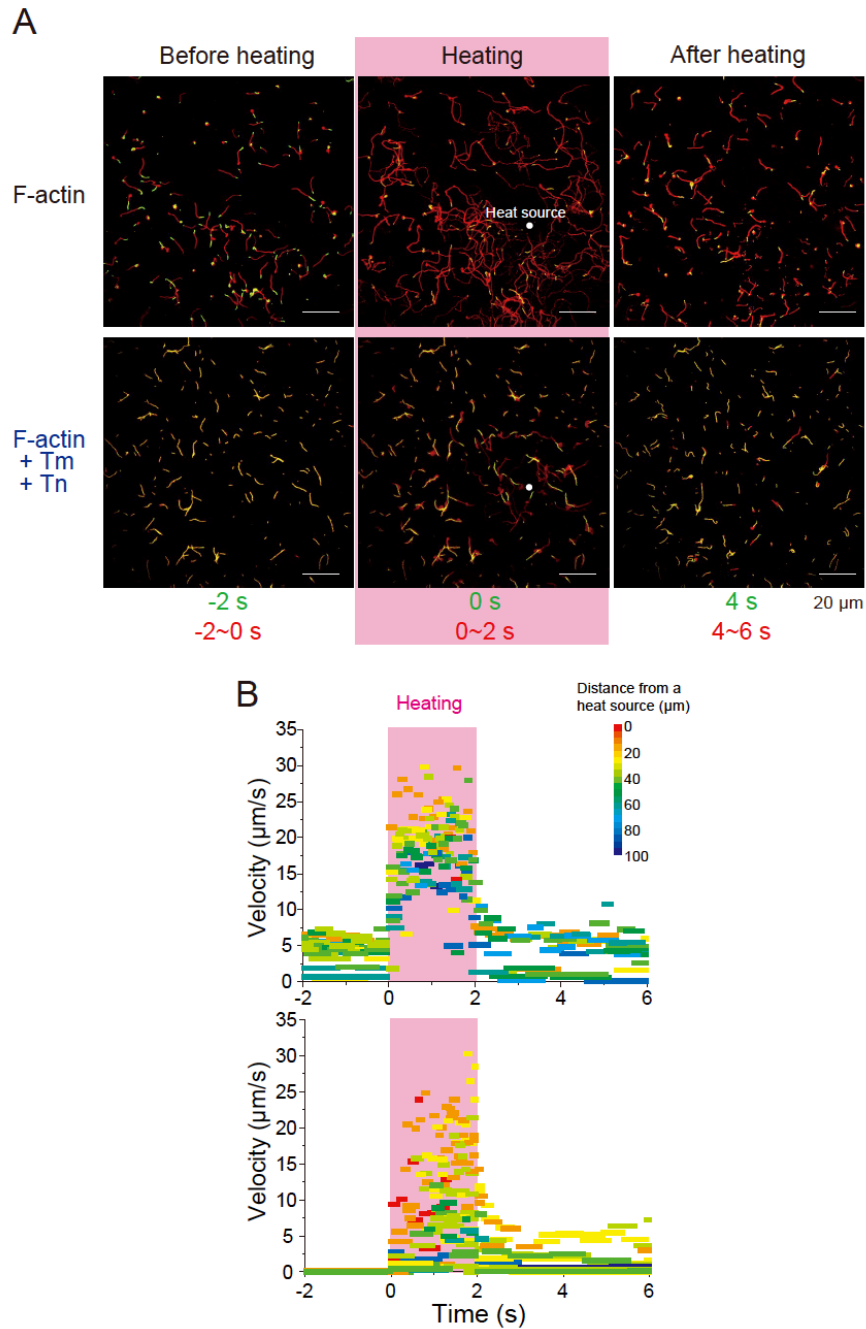 A
Before heating
Heating
After heating
F-actin
Heat source
F-actin
+ Tm
+ Tn
-2 s
0 s
4 s
20 µm
-2~0 s
0~2 s
4~6 s
B
Heating
Distance from a
heat source (µm)
0
20
40
60
80
100
Velocity (µm/s)
35
30
25
20
15
10
5
0
-2
0
2
4
6
Velocity (µm/s)
35
30
25
20
15
10
5
0
-2
0
2
4
6
Time (s)